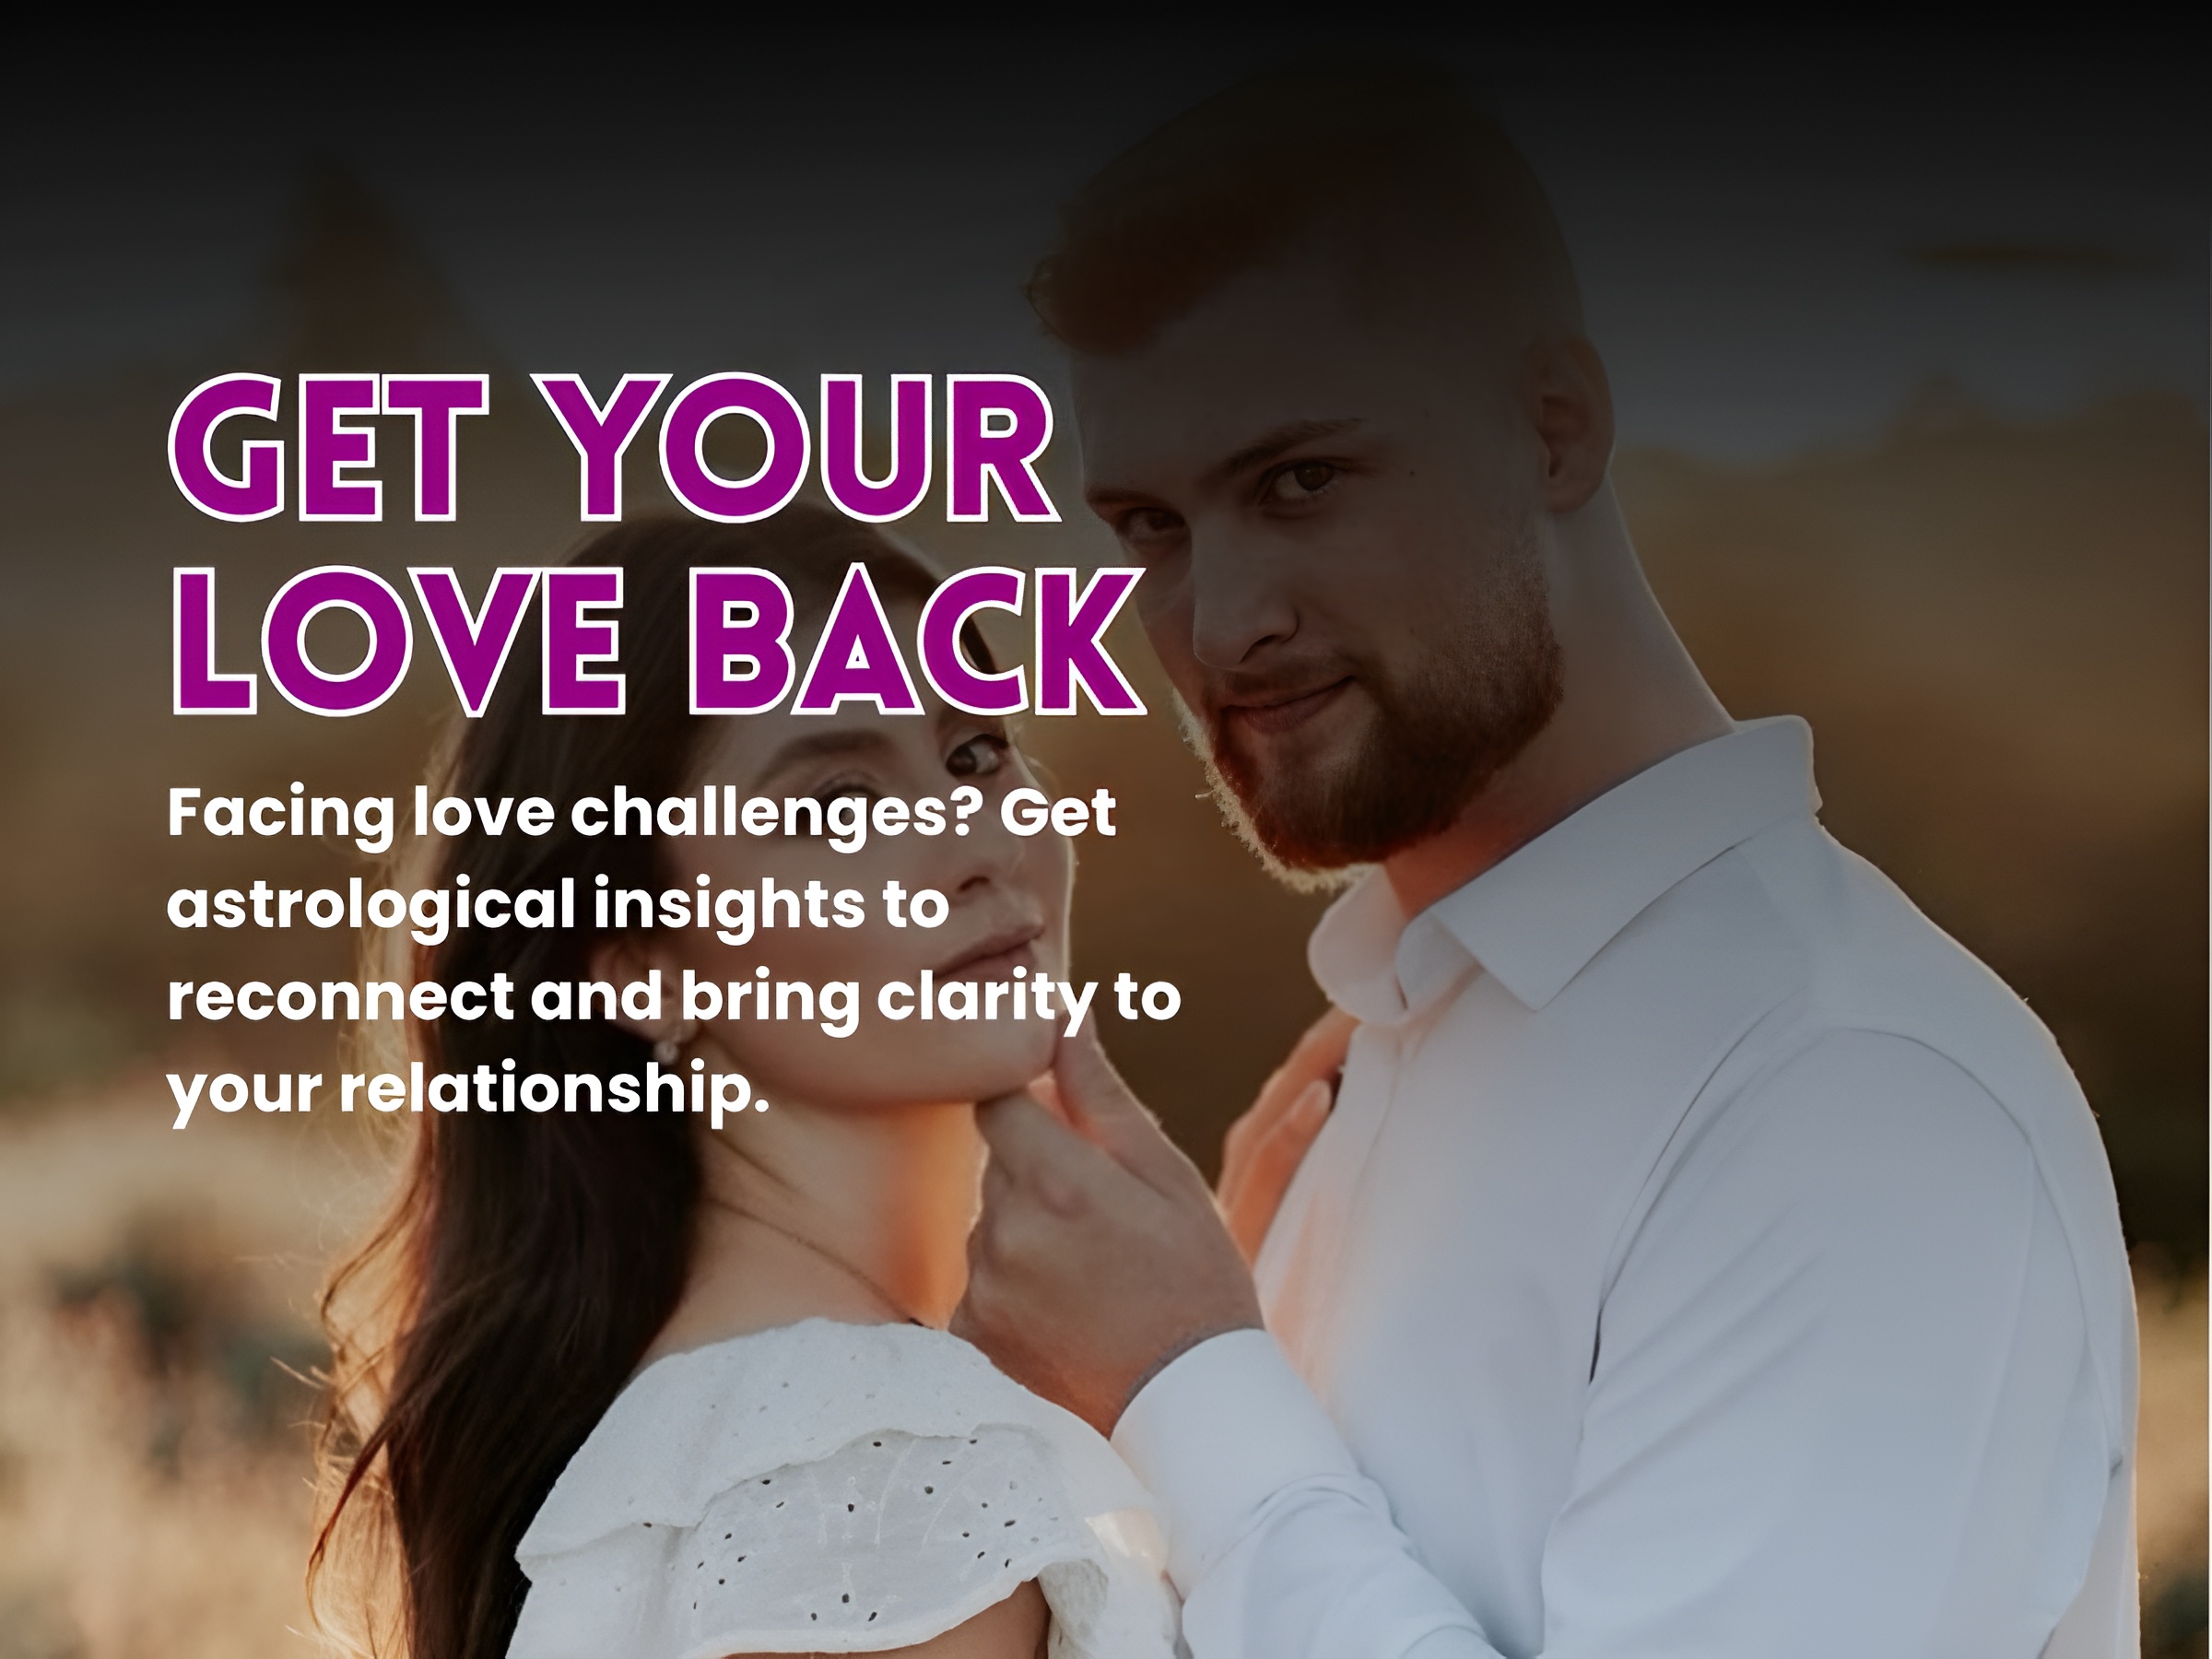 GET YOUR
LOVE BACK
Facing love challenges? Get
astrological insights to
reconnect and bring clarity to
your relationship.